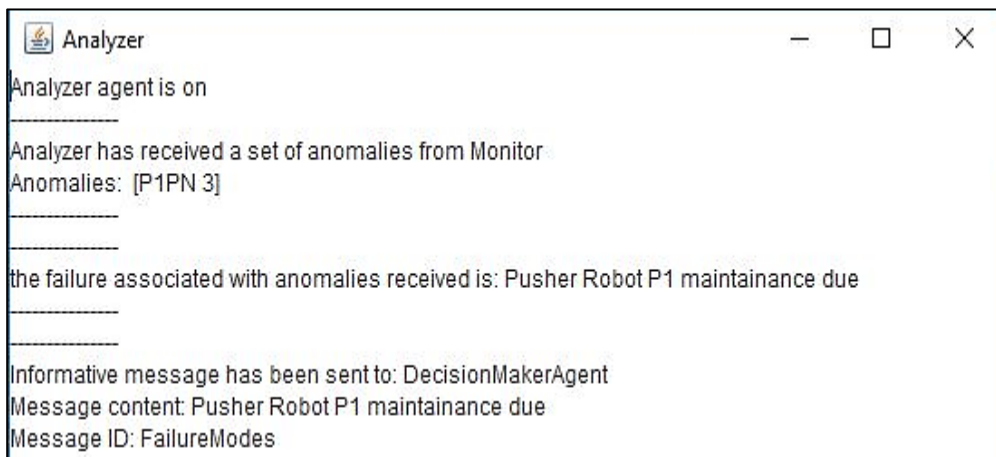 Analyzer
Analyzer agent is on
---------------
Analyzer has received a set of anomalies from Monitor
Anomalies:  [P1PN 3]
---------------
---------------
the failure associated with anomalies received is: Pusher Robot P1 maintainance due
---------------
---------------
Informative message has been sent to: DecisionMakerAgent
Message content: Pusher Robot P1 maintainance due
Message ID: FailureModes